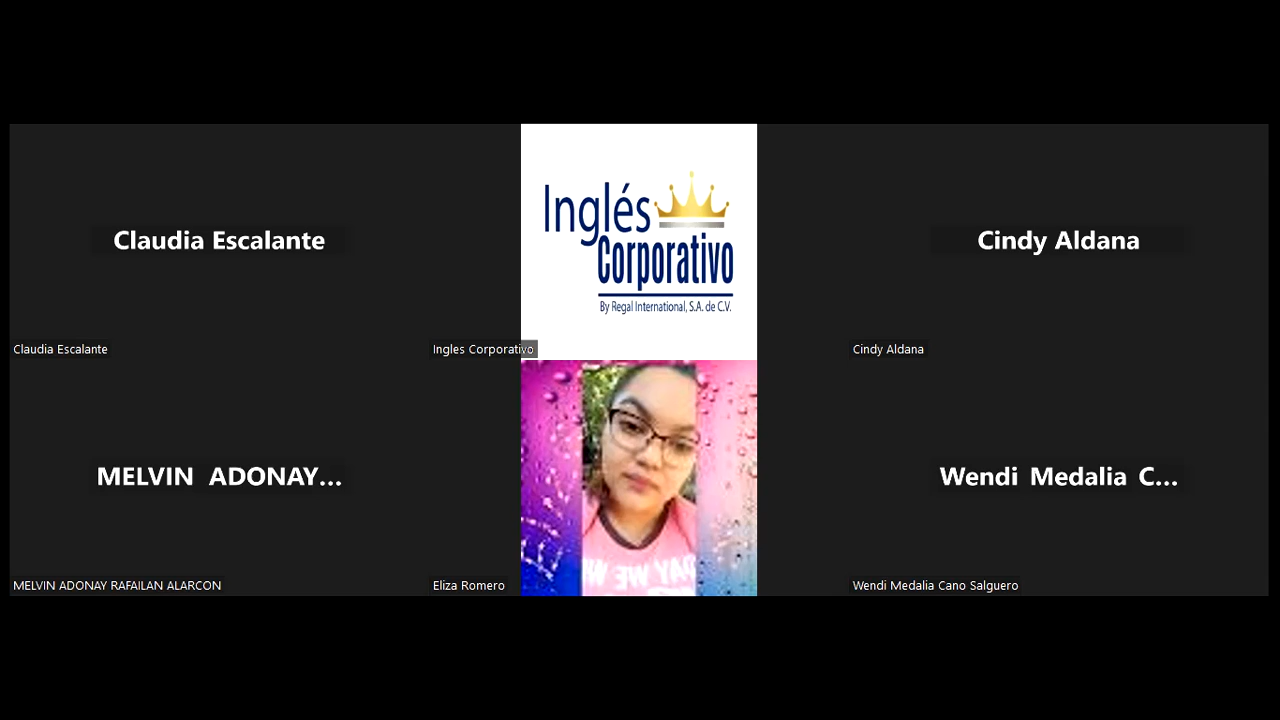 Claudia Escalante
Claudia Escalante
Inglés
Corporativo
By Regal International, S.A. de C.V.
Ingles Corporativo
Cindy Aldana
Cindy Aldana
MELVIN ADONAY...
MELVIN ADONAY RAFAILAN ALARCON
Eliza Romero
Wendi Medalia C...
Wendi Medalia Cano Salguero